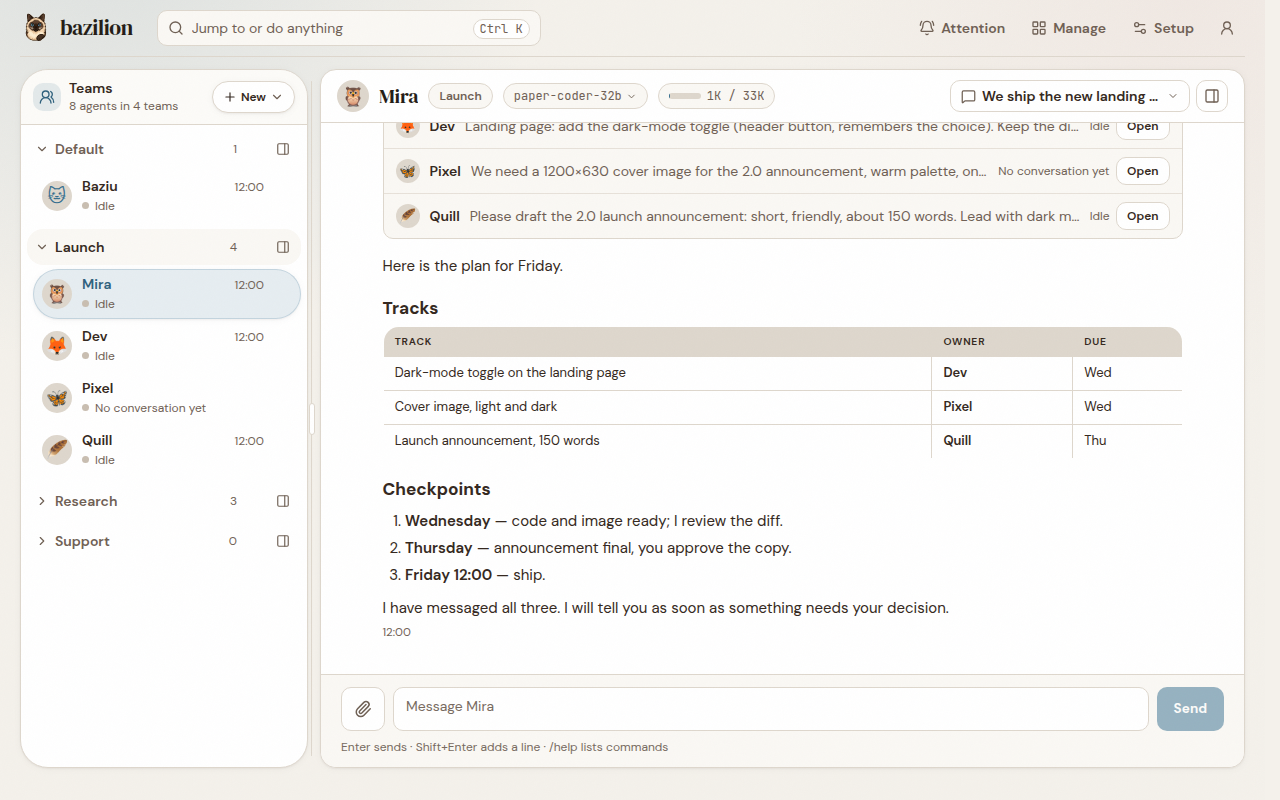 bazilion
Jump to or do anything
Ctrl K
Attention
Manage
Setup
Teams
8 agents in 4 teams
New
Default 1
Baziu 12:00
Idle
Launch 4
Mira 12:00
Idle
Dev 12:00
Idle
Pixel
No conversation yet
Quill 12:00
Idle
Research 3
Support 0
Mira
Launch
paper-coder-32b
1K / 33K
We ship the new landing ...
Dev Landing page: add the dark-mode toggle (header button, remembers the choice). Keep the di... Idle Open
Pixel We need a 1200×630 cover image for the 2.0 announcement, warm palette, on... No conversation yet Open
Quill Please draft the 2.0 launch announcement: short, friendly, about 150 words. Lead with dark m... Idle Open
Here is the plan for Friday.
Tracks
TRACK OWNER DUE
Dark-mode toggle on the landing page Dev Wed
Cover image, light and dark Pixel Wed
Launch announcement, 150 words Quill Thu
Checkpoints
1. Wednesday — code and image ready; I review the diff.
2. Thursday — announcement final, you approve the copy.
3. Friday 12:00 — ship.
I have messaged all three. I will tell you as soon as something needs your decision.
12:00
Message Mira
Send
Enter sends · Shift+Enter adds a line · /help lists commands